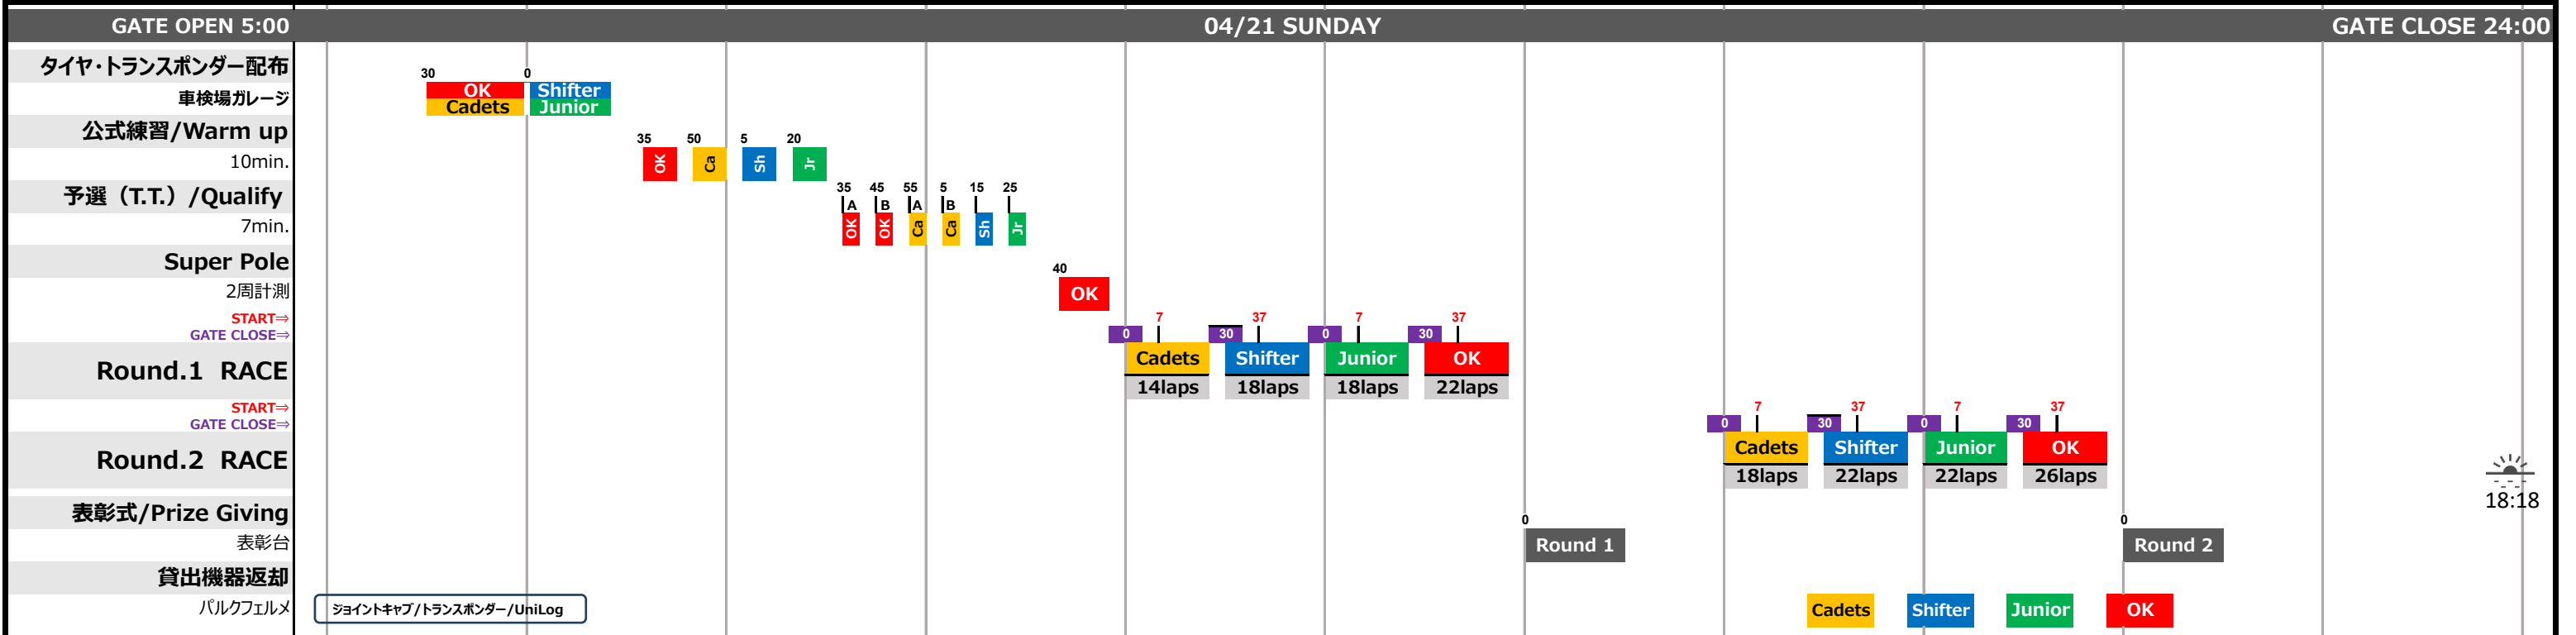 GATE OPEN 5:00 04/21 SUNDAY GATE CLOSE 24:00
タイヤ・トランスポンダー配布
30 0
車検場ガレージ
OK Shifter
Cadets Junior
公式練習/Warm up
35 50 5 20
10min.
OK Ca Sh Jr
予選（T.T.）/Qualify
35 45 55 5 15 25
A B A B
7min.
OK OK Ca Ca Sh Jr
Super Pole
40
2周計測
OK
START⇒
7 37 7 37
GATE CLOSE⇒
0 30 0 30
Round.1 RACE
Cadets Shifter Junior OK
14laps 18laps 18laps 22laps
START⇒
7 37 7 37
GATE CLOSE⇒
0 30 0 30
Round.2 RACE
Cadets Shifter Junior OK
18laps 22laps 22laps 26laps
18:18
表彰式/Prize Giving
0 0
表彰台
Round 1 Round 2
貸出機器返却
パルクフェルメ
ジョイントキャブ/トランスポンダー/UniLog
Cadets Shifter Junior OK